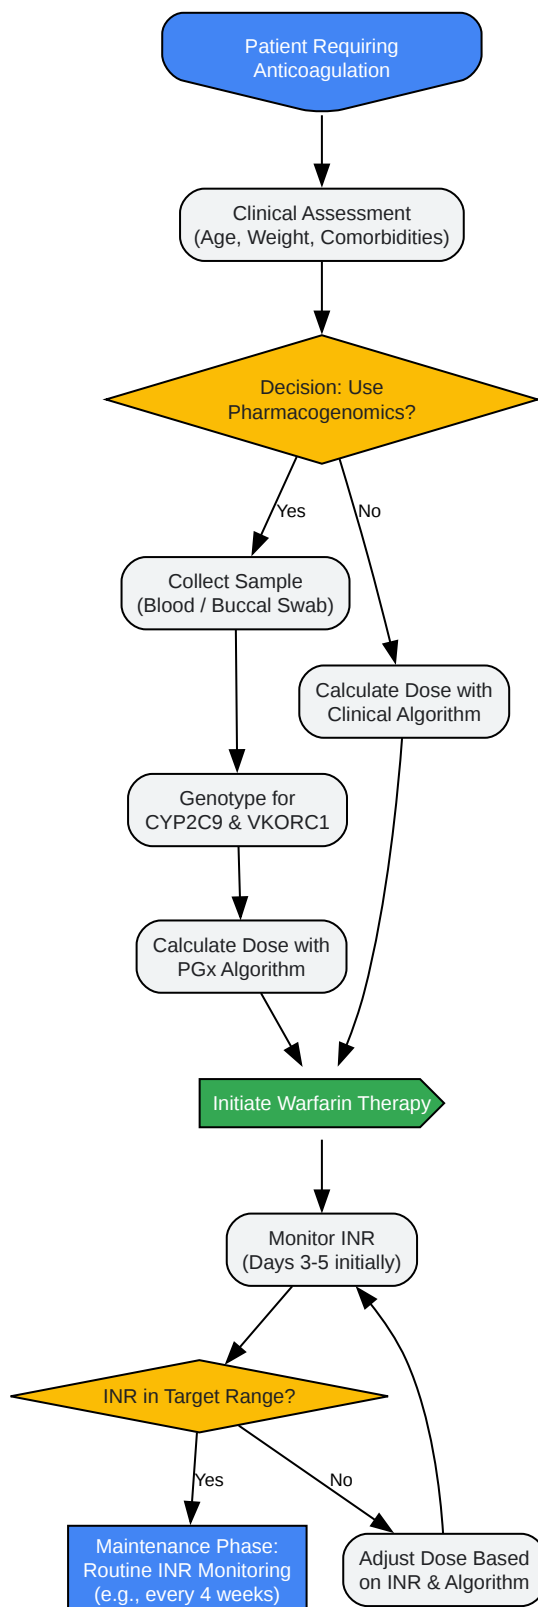 Patient Requiring
Anticoagulation
Clinical Assessment
(Age, Weight, Comorbidities)
Decision: Use
Pharmacogenomics?
Yes
No
Collect Sample
(Blood / Buccal Swab)
Calculate Dose with
Clinical Algorithm
Genotype for
CYP2C9 & VKORC1
Calculate Dose with
PGx Algorithm
Initiate Warfarin Therapy
Monitor INR
(Days 3-5 initially)
INR in Target Range?
Yes
No
Maintenance Phase:
Routine INR Monitoring
(e.g., every 4 weeks)
Adjust Dose Based
on INR & Algorithm